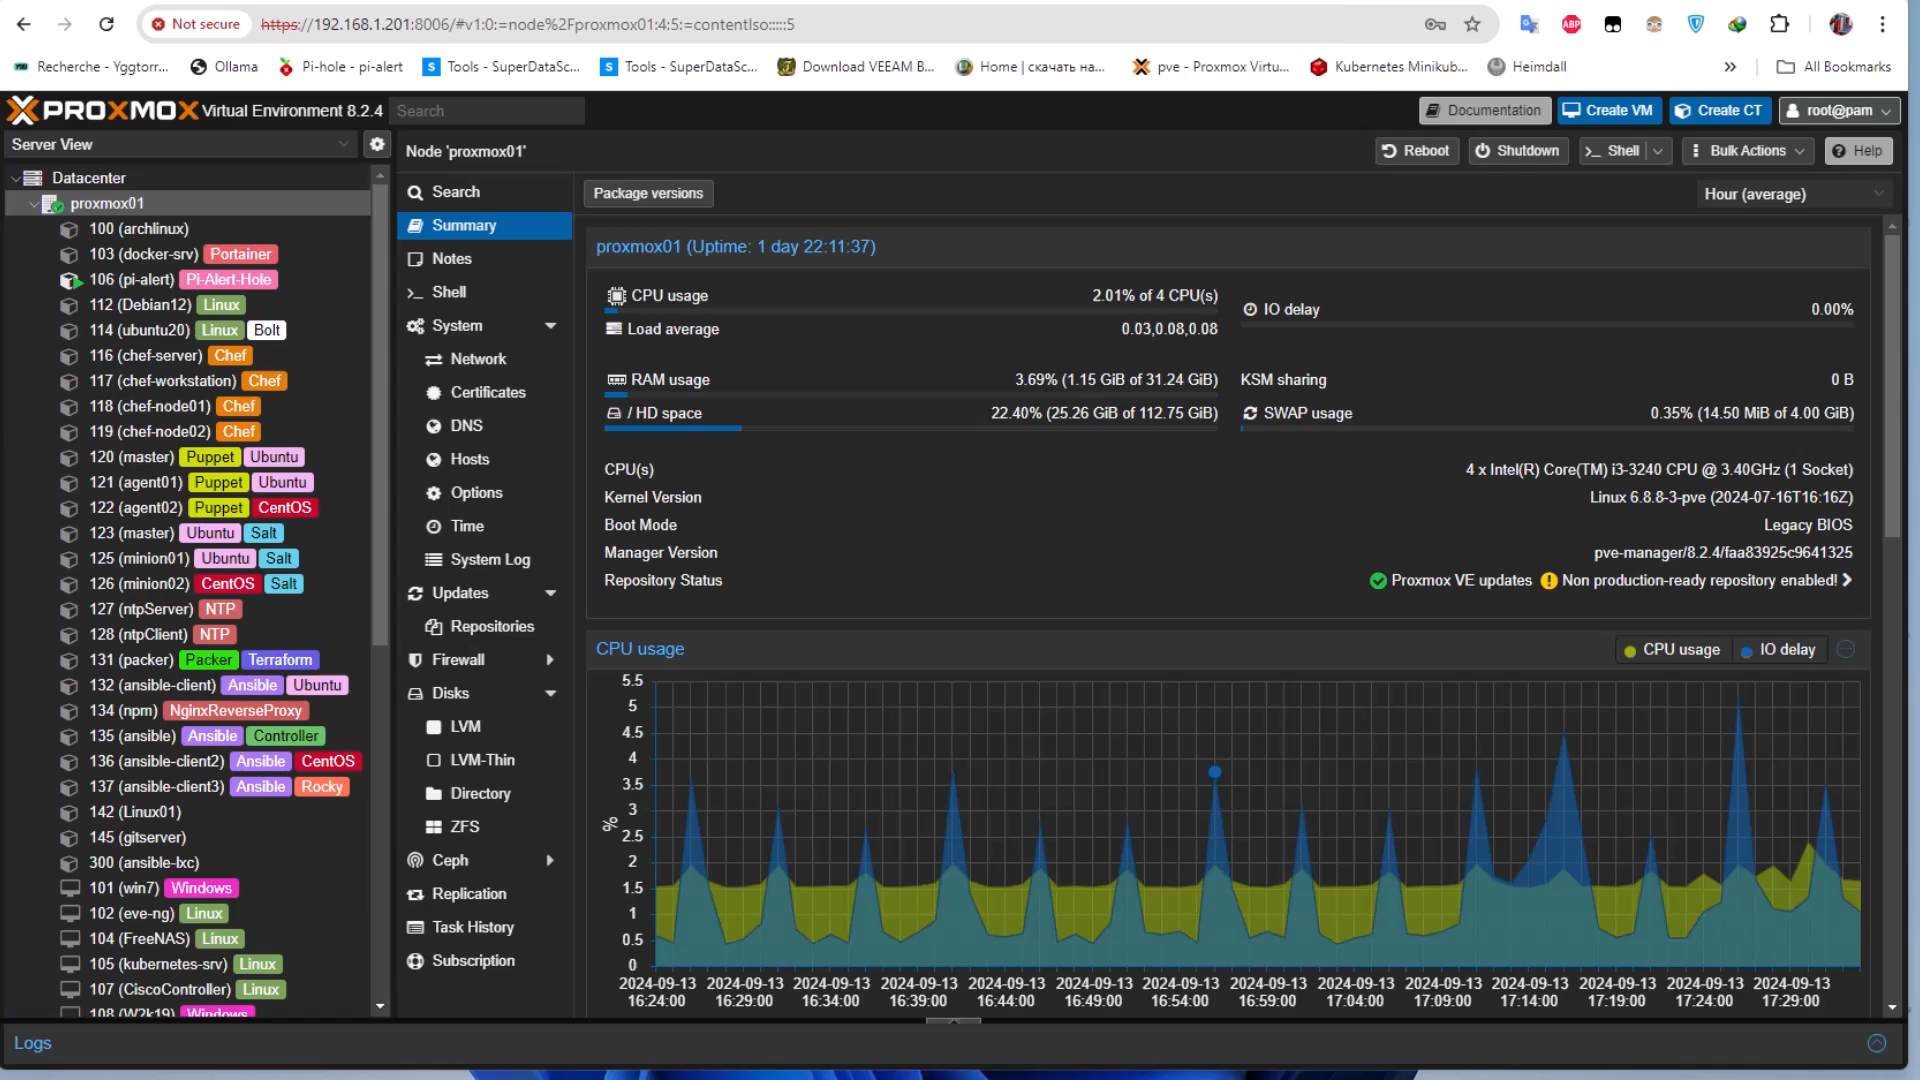 Not secure https://192.168.1.201:8006/#v1:0:=node%2Fproxmox01:4:5:=contentIso:::::5
Recherche - Yggtorr... Ollama Pi-hole - pi-alert Tools - SuperDataSc... Tools - SuperDataSc... Download VEEAM B... Home | скачать на... pve - Proxmox Virtu... Kubernetes Minikub... Heimdall All Bookmarks
PROXMOX Virtual Environment 8.2.4 Search Documentation Create VM Create CT root@pam
Server View
Node 'proxmox01' Reboot Shutdown Shell Bulk Actions Help
Datacenter
proxmox01
100 (archlinux)
103 (docker-srv) Portainer
106 (pi-alert) Pi-Alert-Hole
112 (Debian12) Linux
114 (ubuntu20) Linux Bolt
116 (chef-server) Chef
117 (chef-workstation) Chef
118 (chef-node01) Chef
119 (chef-node02) Chef
120 (master) Puppet Ubuntu
121 (agent01) Puppet Ubuntu
122 (agent02) Puppet CentOS
123 (master) Ubuntu Salt
125 (minion01) Ubuntu Salt
126 (minion02) CentOS Salt
127 (ntpServer) NTP
128 (ntpClient) NTP
131 (packer) Packer Terraform
132 (ansible-client) Ansible Ubuntu
134 (npm) NginxReverseProxy
135 (ansible) Ansible Controller
136 (ansible-client2) Ansible CentOS
137 (ansible-client3) Ansible Rocky
142 (Linux01)
145 (gitserver)
300 (ansible-lxc)
101 (win7) Windows
102 (eve-ng) Linux
104 (FreeNAS) Linux
105 (kubernetes-srv) Linux
107 (CiscoController) Linux
108 (W2k19) Windows
Search
Summary
Notes
Shell
System
Network
Certificates
DNS
Hosts
Options
Time
System Log
Updates
Repositories
Firewall
Disks
LVM
LVM-Thin
Directory
ZFS
Ceph
Replication
Task History
Subscription
Package versions Hour (average)
proxmox01 (Uptime: 1 day 22:11:37)
CPU usage 2.01% of 4 CPU(s)
IO delay 0.00%
Load average 0.03,0.08,0.08
RAM usage 3.69% (1.15 GiB of 31.24 GiB)
KSM sharing 0 B
/ HD space 22.40% (25.26 GiB of 112.75 GiB)
SWAP usage 0.35% (14.50 MiB of 4.00 GiB)
CPU(s) 4 x Intel(R) Core(TM) i3-3240 CPU @ 3.40GHz (1 Socket)
Kernel Version Linux 6.8.8-3-pve (2024-07-16T16:16Z)
Boot Mode Legacy BIOS
Manager Version pve-manager/8.2.4/faa83925c9641325
Repository Status Proxmox VE updates Non production-ready repository enabled!
CPU usage CPU usage IO delay
5.5
5
4.5
4
3.5
3
2.5
2
1.5
1
0.5
0
%
2024-09-13 2024-09-13 2024-09-13 2024-09-13 2024-09-13 2024-09-13 2024-09-13 2024-09-13 2024-09-13 2024-09-13 2024-09-13 2024-09-13 2024-09-13 2024-09-13
16:24:00 16:29:00 16:34:00 16:39:00 16:44:00 16:49:00 16:54:00 16:59:00 17:04:00 17:09:00 17:14:00 17:19:00 17:24:00 17:29:00
Logs